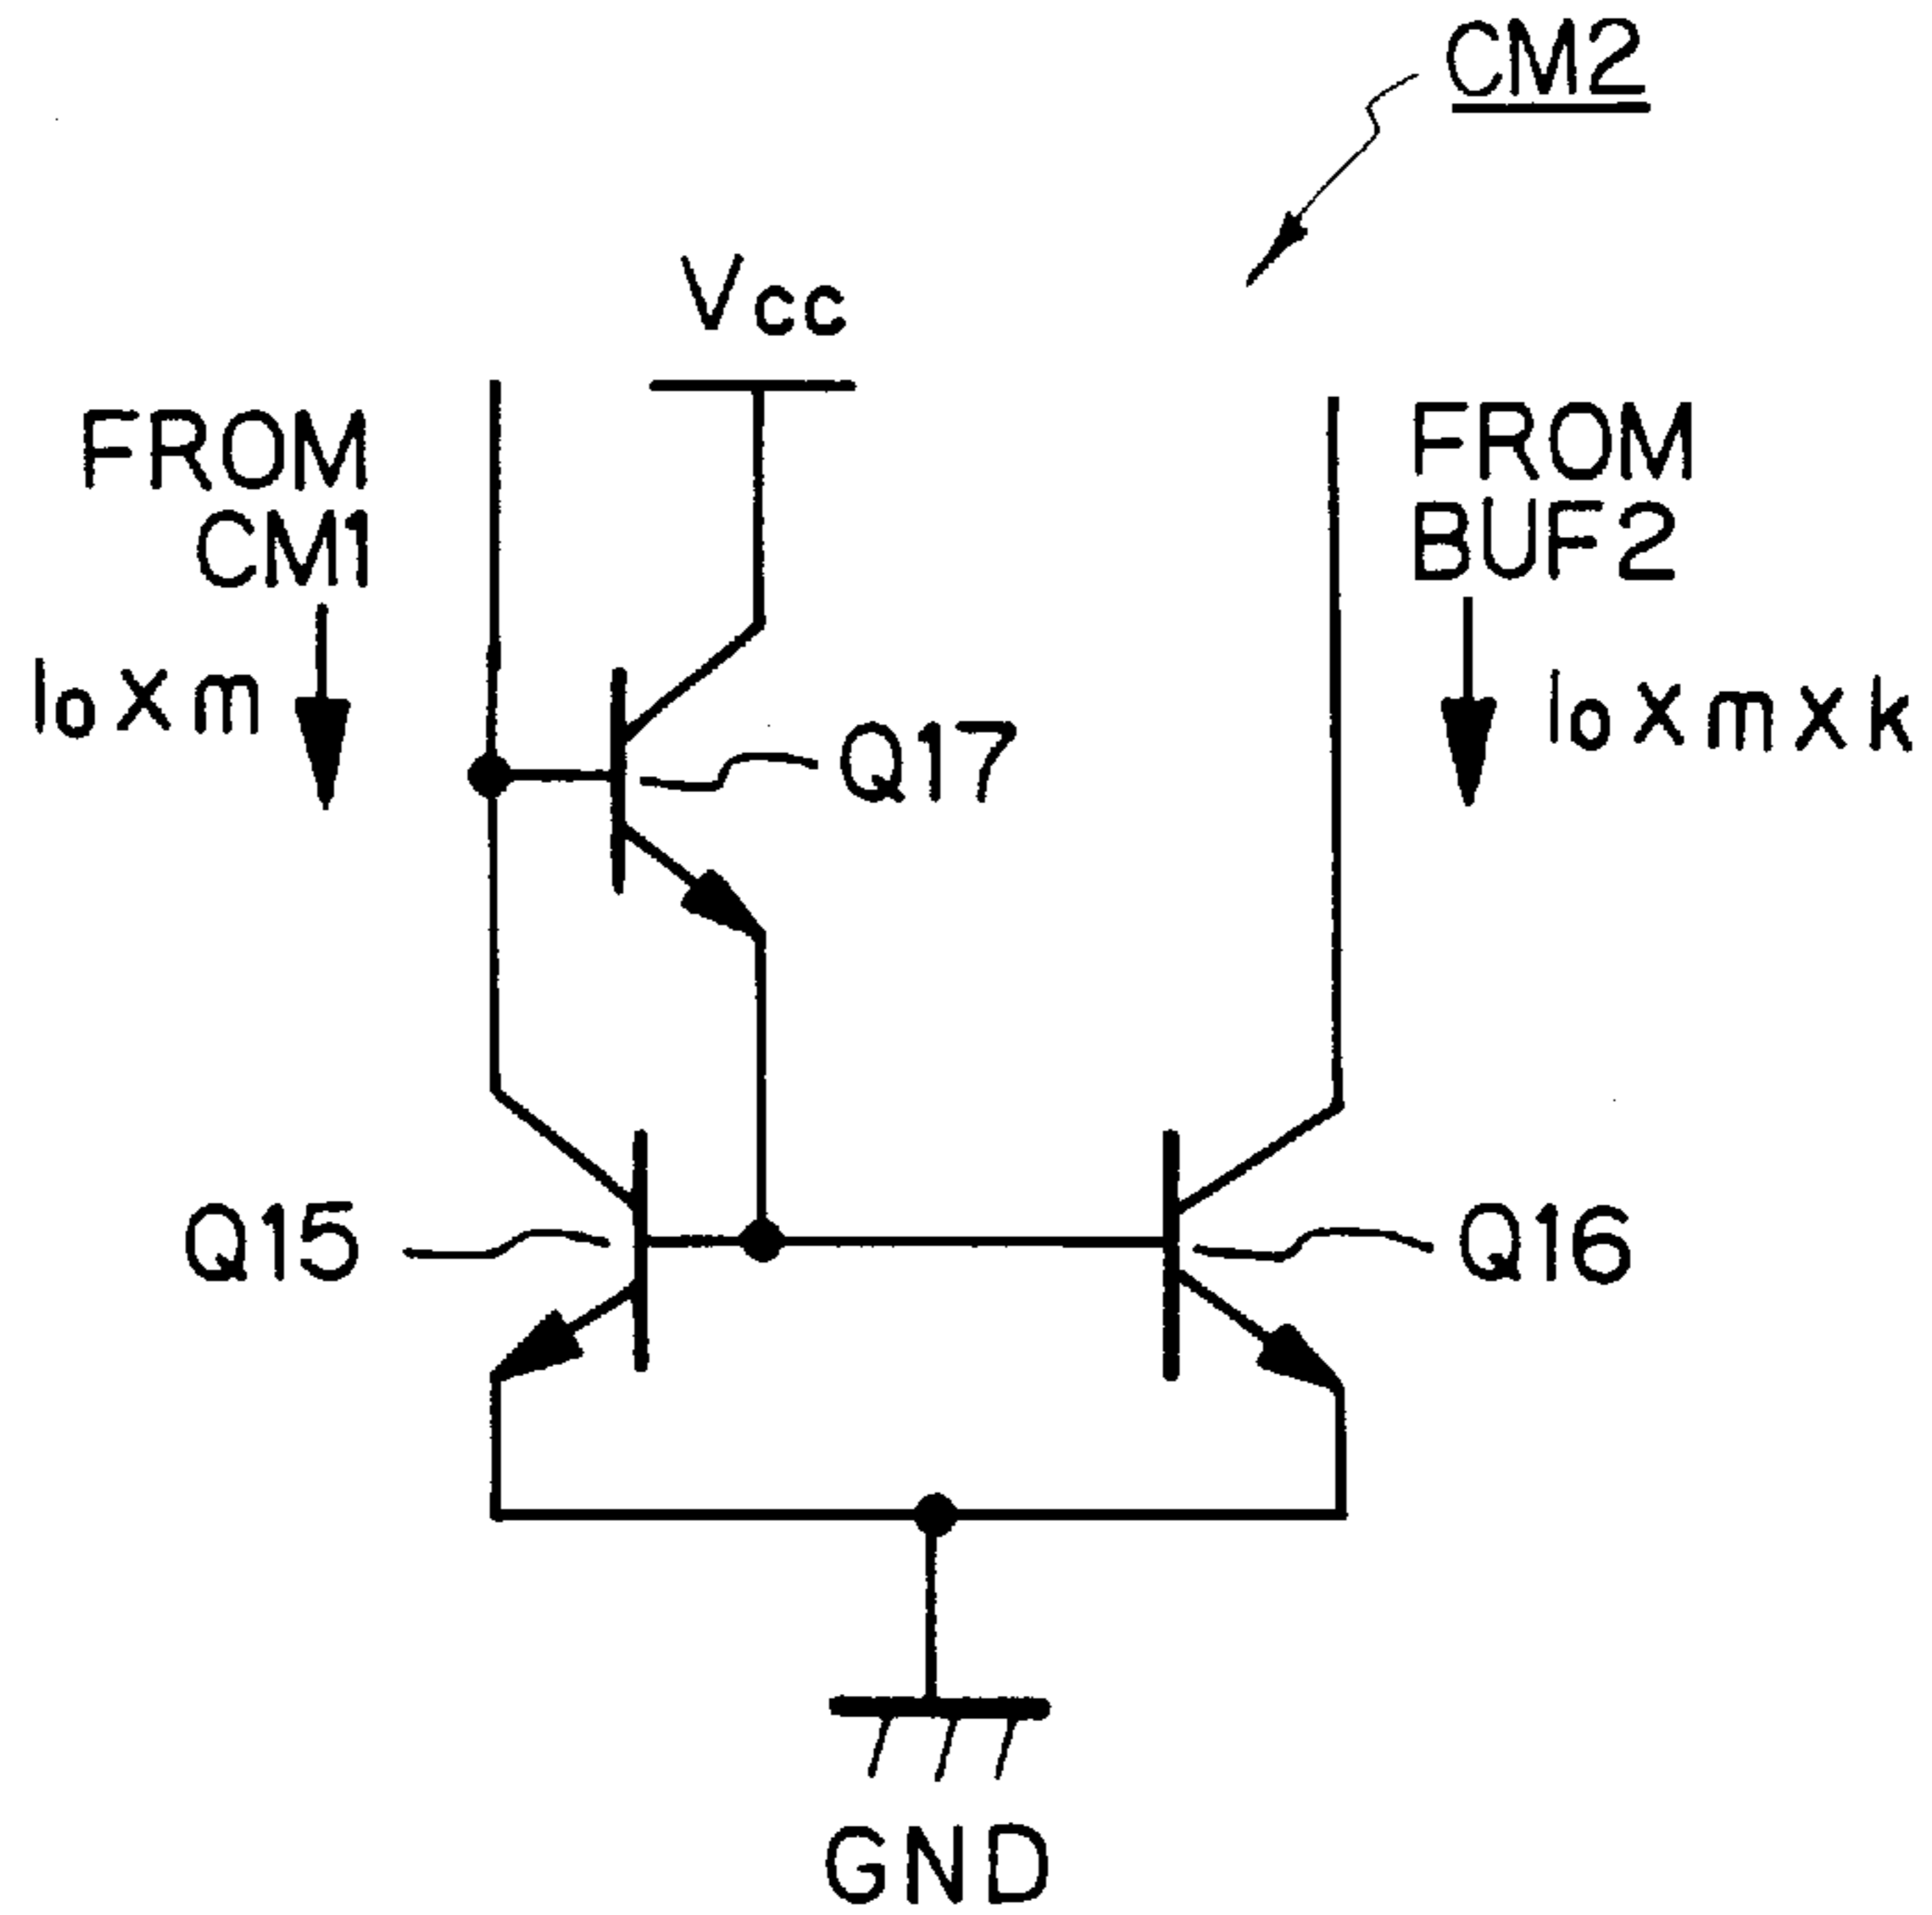 CM2
Vcc
FROM
CM1
Io×m
FROM
BUF2
Io×m×k
Q17
Q15
Q16
GND